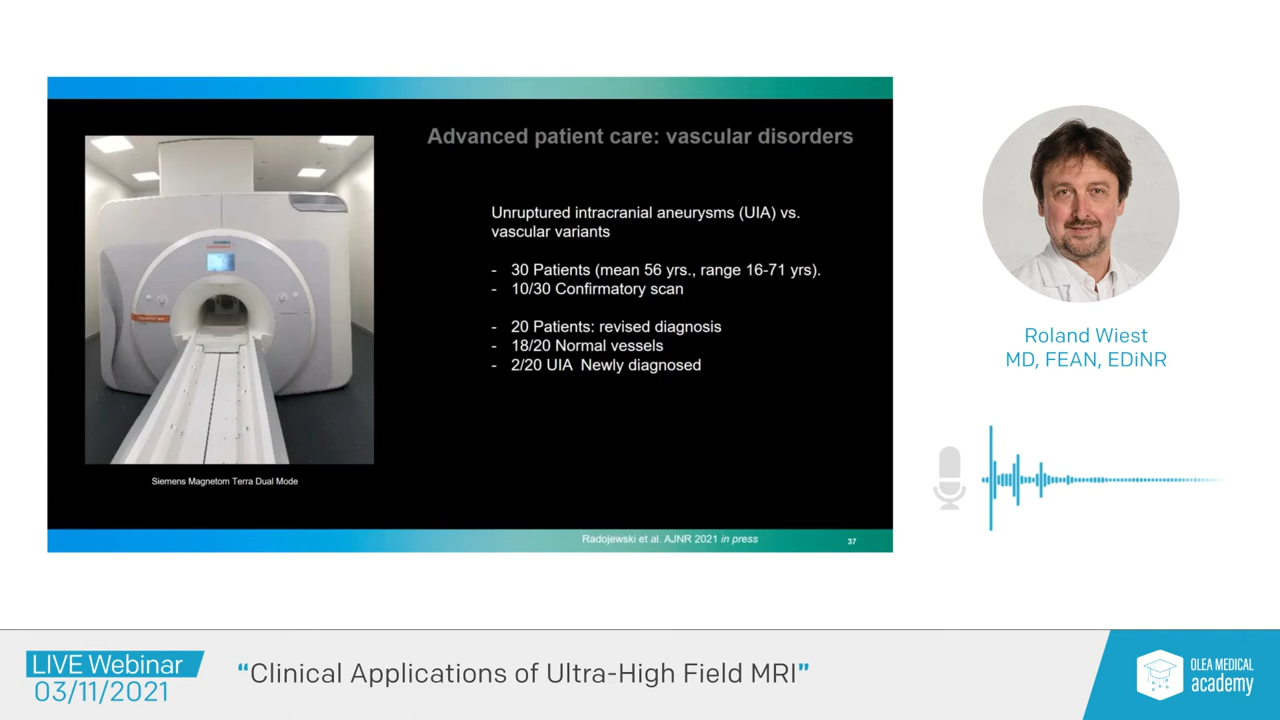 Advanced patient care: vascular disorders
Unruptured intracranial aneurysms (UIA) vs.
vascular variants
- 30 Patients (mean 56 yrs., range 16-71 yrs).
- 10/30 Confirmatory scan
- 20 Patients: revised diagnosis
- 18/20 Normal vessels
- 2/20 UIA Newly diagnosed
Siemens Magnetom Terra Dual Mode
Radojewski et al. AJNR 2021 in press
37
Roland Wiest
MD, FEAN, EDiNR
LIVE Webinar
03/11/2021
“Clinical Applications of Ultra-High Field MRI”
OLEA MEDICAL
academy